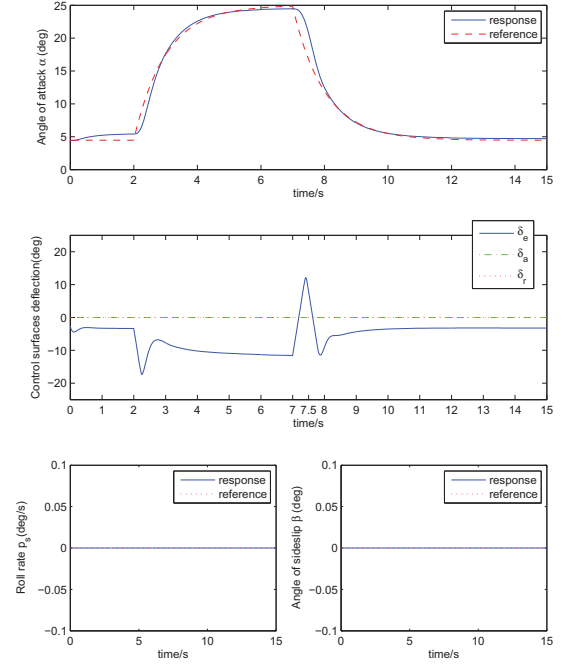 25
20
15
10
5
0
Angle of attack α (deg)
response
reference
0 2 4 6 7 8 10 11 12 13 14 15
time/s
20
10
0
−10
−20
Control surfaces deflection(deg)
δe
δa
δr
0 1 2 3 4 5 6 7 7.5 8 9 10 11 12 13 14 15
time/s
0.1
0.05
0
−0.05
−0.1
Roll rate ps(deg/s)
response
reference
0 5 10 15
time/s
0.1
0.05
0
−0.05
−0.1
Angle of sideslip β (deg)
response
reference
0 5 10 15
time/s